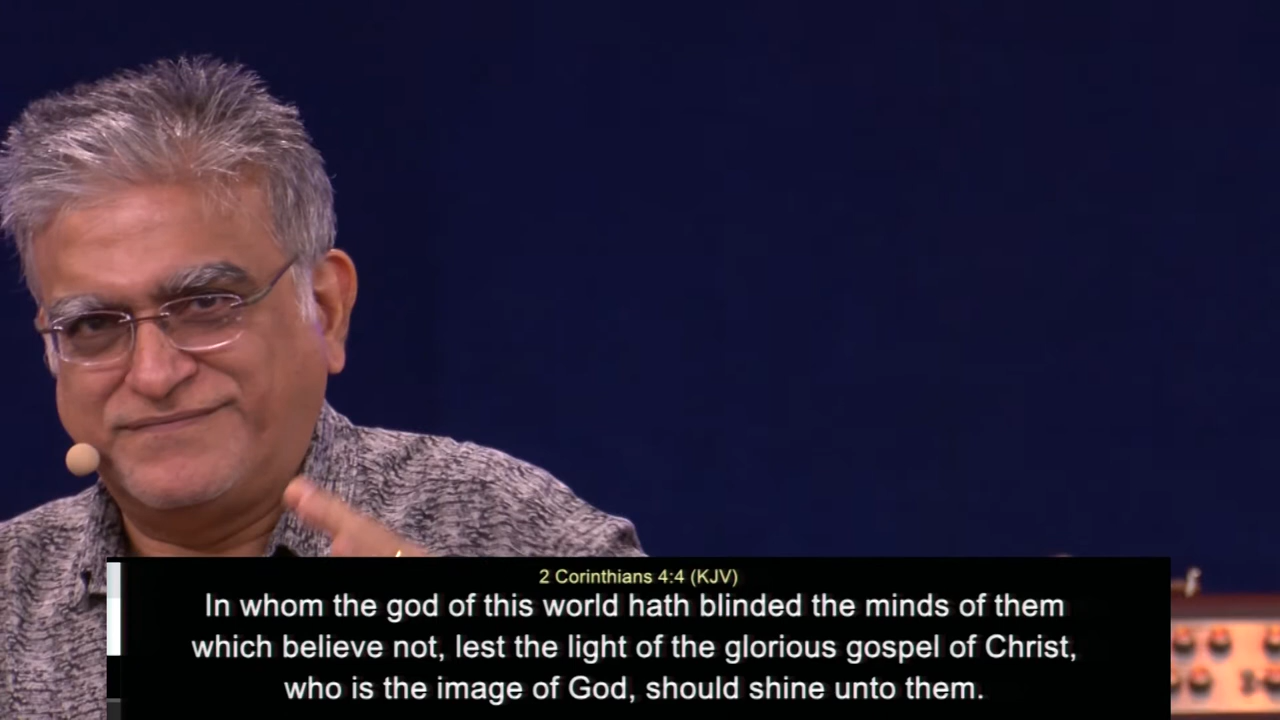 2 Corinthians 4:4 (KJV)
In whom the god of this world hath blinded the minds of them
which believe not, lest the light of the glorious gospel of Christ,
who is the image of God, should shine unto them.